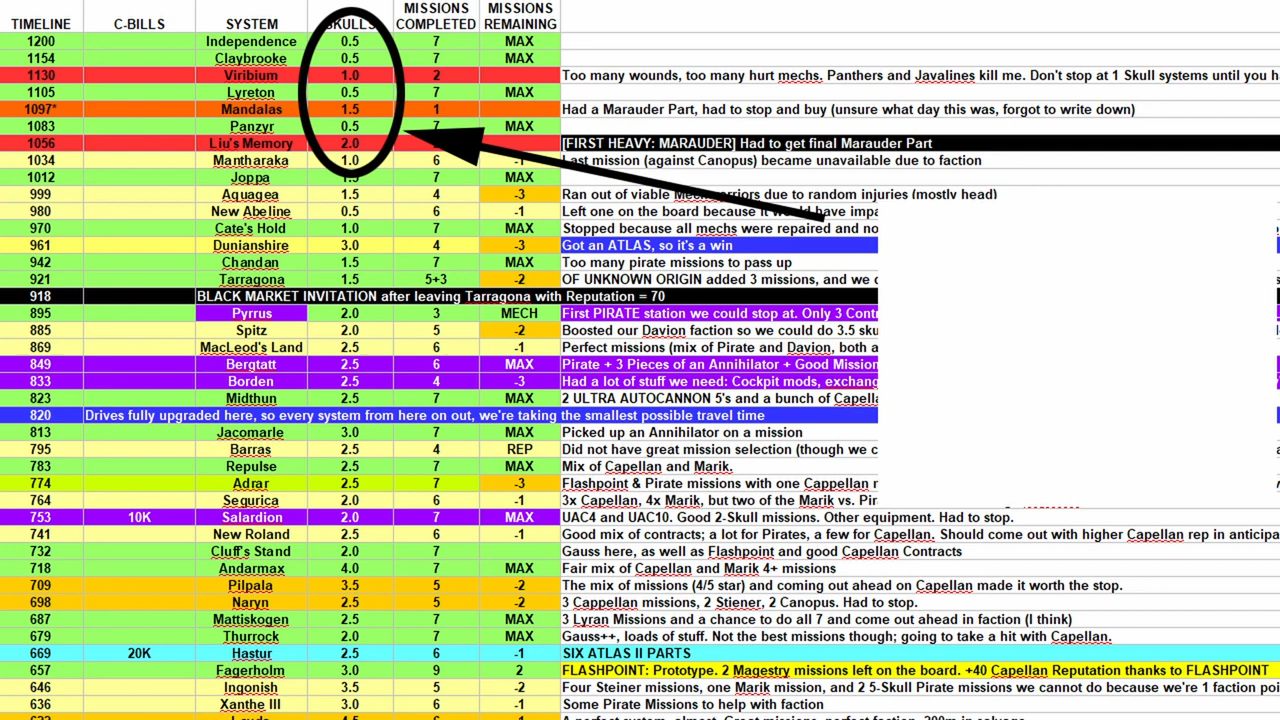 TIMELINE C-BILLS SYSTEM SKULLS MISSIONS COMPLETED MISSIONS REMAINING
1200 Independence 0.5 7 MAX
1154 Claybrooke 0.5 7 MAX
1130 Viribium 1.0 2 Too many wounds, too many hurt mechs. Panthers and Javalines kill me. Don't stop at 1 Skull systems until you
1105 Lyreton 0.5 7 MAX
1097* Mandalas 1.5 1 Had a Marauder Part, had to stop and buy (unsure what day this was, forgot to write down)
1083 Panzyr 0.5 7 MAX
1056 Liu's Memory 2.0 [FIRST HEAVY: MARAUDER] Had to get final Marauder Part
1034 Mantharaka 1.0 6 -1 Last mission (against Canopus) became unavailable due to faction
1012 Joppa 1.5 7 MAX
999 Aquagea 1.5 4 -3 Ran out of viable Mechwarriors due to random injuries (mostly head)
980 New Abeline 0.5 6 -1 Left one on the board because it would have impa
970 Cate's Hold 1.0 7 MAX Stopped because all mechs were repaired and no
961 Dunianshire 3.0 4 -3 Got an ATLAS, so it's a win
942 Chandan 1.5 7 MAX Too many pirate missions to pass up
921 Tarragona 1.5 5+3 -2 OF UNKNOWN ORIGIN added 3 missions, and we
918 BLACK MARKET INVITATION after leaving Tarragona with Reputation = 70
895 Pyrrus 2.0 3 MECH First PIRATE station we could stop at. Only 3 Contr
885 Spitz 2.0 5 -2 Boosted our Davion faction so we could do 3.5 sku
869 MacLeod's Land 2.5 6 -1 Perfect missions (mix of Pirate and Davion, both a
849 Bergtatt 2.5 6 MAX Pirate + 3 Pieces of an Annihilator + Good Mission
833 Borden 2.5 4 -3 Had a lot of stuff we need: Cockpit mods, exchang
823 Midthun 2.5 7 MAX 2 ULTRA AUTOCANNON 5's and a bunch of Capella
820 Drives fully upgraded here, so every system from here on out, we're taking the smallest possible travel time
813 Jacomarle 3.0 7 MAX Picked up an Annihilator on a mission
795 Barras 2.5 4 REP Did not have great mission selection (though we c
783 Repulse 2.5 7 MAX Mix of Capellan and Marik.
774 Adrar 2.5 7 -3 Flashpoint & Pirate missions with one Cappellan r
764 Segurica 2.0 6 -1 3x Capellan, 4x Marik, but two of the Marik vs. Pir
753 10K Salardion 2.0 7 MAX UAC4 and UAC10. Good 2-Skull missions. Other equipment. Had to stop.
741 New Roland 2.5 6 -1 Good mix of contracts; a lot for Pirates, a few for Capellan. Should come out with higher Capellan rep in anticipa
732 Cluff's Stand 2.0 7 Gauss here, as well as Flashpoint and good Capellan Contracts
718 Andarmax 4.0 7 MAX Fair mix of Capellan and Marik 4+ missions
709 Pilpala 3.5 5 -2 The mix of missions (4/5 star) and coming out ahead on Capellan made it worth the stop.
698 Naryn 2.5 5 -2 3 Cappellan missions, 2 Stiener, 2 Canopus. Had to stop.
687 Mattiskogen 2.5 7 MAX 3 Lyran Missions and a chance to do all 7 and come out ahead in faction (I think)
679 Thurrock 2.0 7 MAX Gauss++, loads of stuff. Not the best missions though; going to take a hit with Capellan.
669 20K Hastur 2.5 6 -1 SIX ATLAS II PARTS
657 Fagerholm 3.0 9 2 FLASHPOINT: Prototype. 2 Magestry missions left on the board. +40 Capellan Reputation thanks to FLASHPOINT
646 Ingonish 3.5 5 -2 Four Steiner missions, one Marik mission, and 2 5-Skull Pirate missions we cannot do because we're 1 faction poi
636 Xanthe III 3.0 6 -1 Some Pirate Missions to help with faction